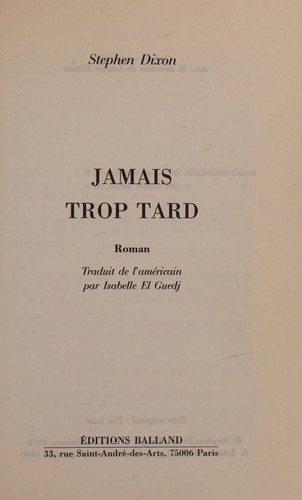 Stephen Dixon
JAMAIS
TROP TARD
Roman
Traduit de l'américain
par Isabelle El Guedj
ÉDITIONS BALLAND
33, rue Saint-André-des-Arts, 75006 Paris